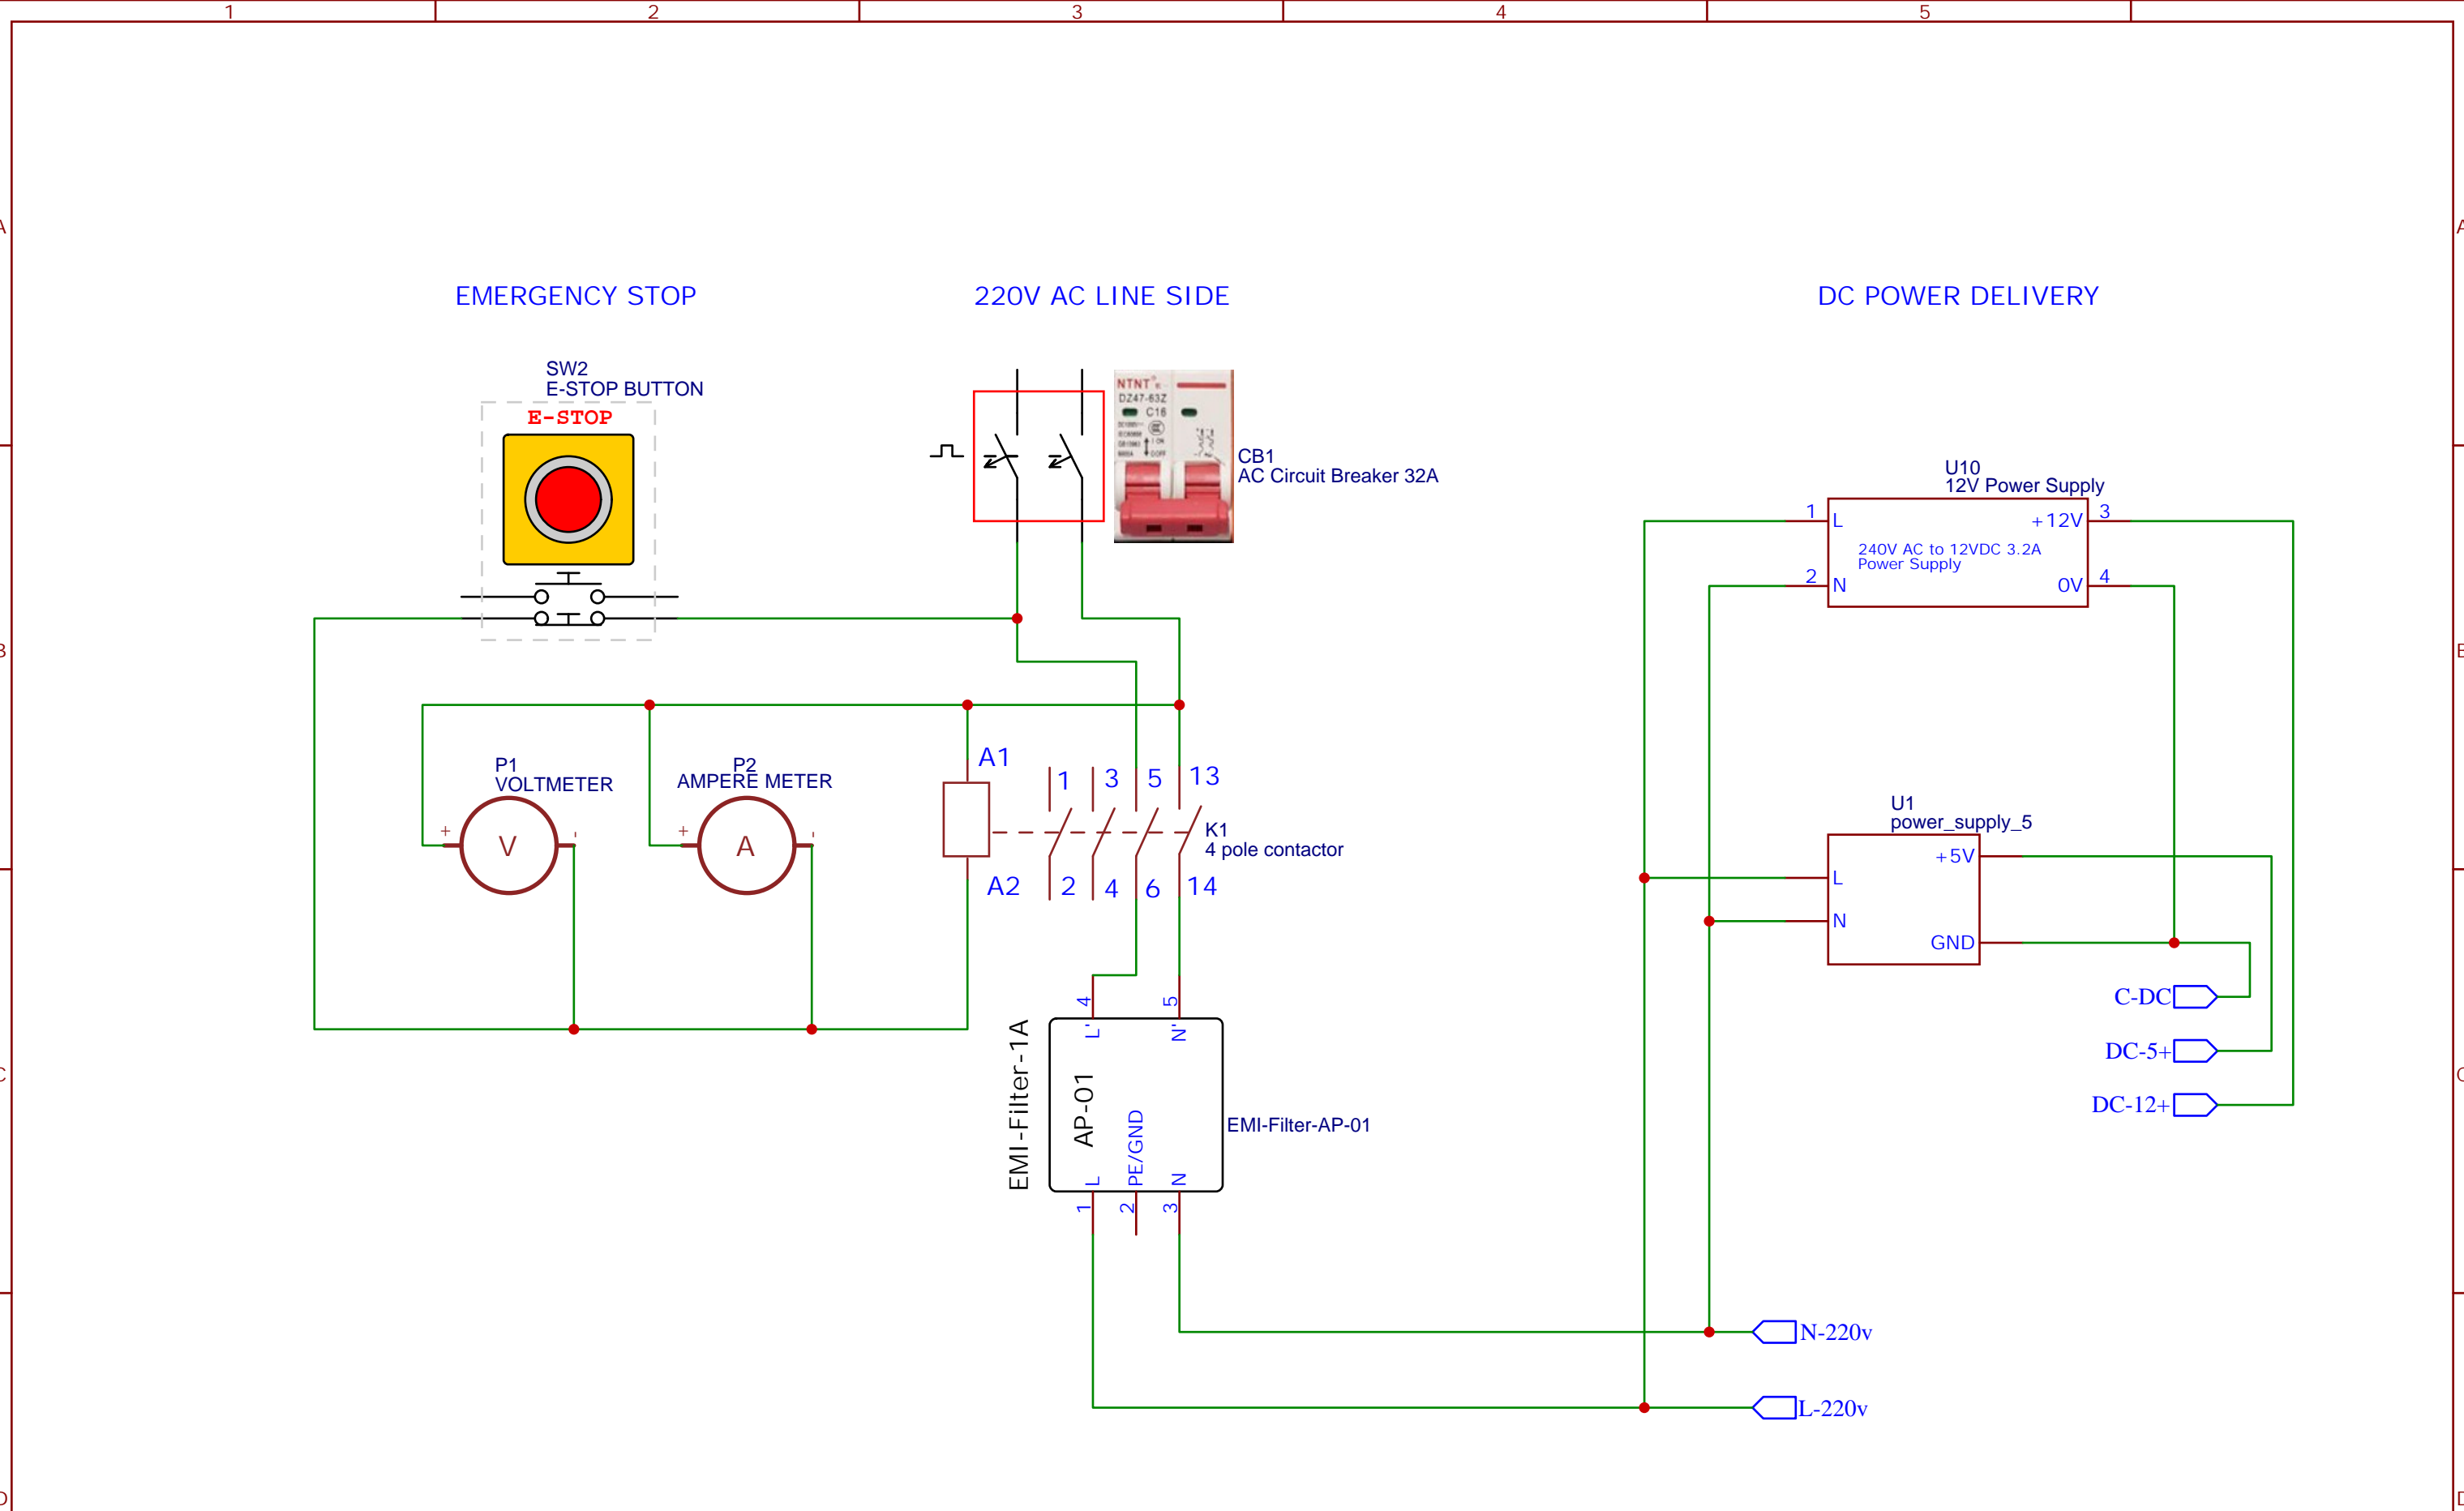 1 2 3 4 5
A A
EMERGENCY STOP
220V AC LINE SIDE
DC POWER DELIVERY
SW2
E-STOP BUTTON
E-STOP
NTNT
DZ47-63Z
C16
CB1
AC Circuit Breaker 32A
U10
12V Power Supply
1 L +12V 3
240V AC to 12VDC 3.2A
Power Supply
2 N 0V 4
B B
P1
VOLTMETER
+ V -
P2
AMPERE METER
+ A -
A1
A2
1 3 5 13
2 4 6 14
K1
4 pole contactor
U1
power_supply_5
+5V
L
N
GND
C-DC
DC-5+
DC-12+
C C
EMI-Filter-1A
4 5
L' N'
AP-01
PE/GND
L N
1 2 3
EMI-Filter-AP-01
N-220v
L-220v
D D